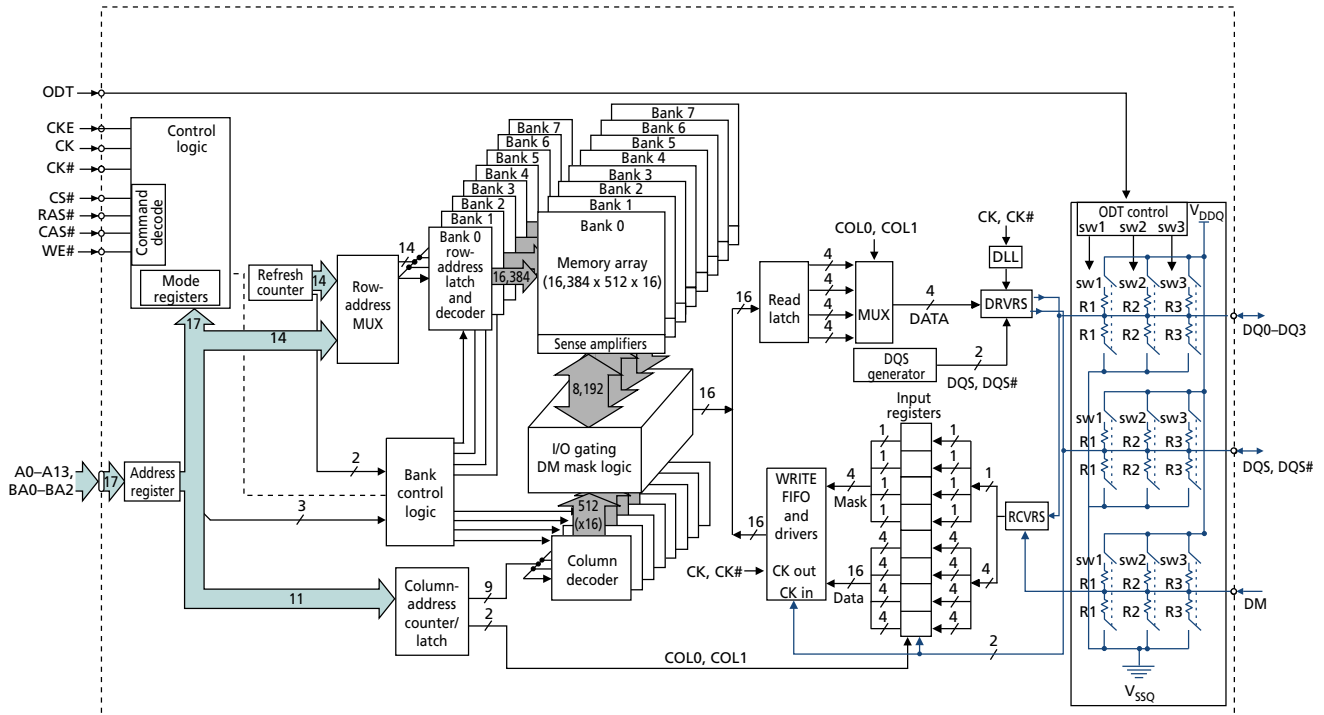 ODT
CKE
CK
CK#
CS#
RAS#
CAS#
WE#
Control
logic
Command
decode
Mode
registers
17
A0–A13,
BA0–BA2
17
Address
register
Refresh
counter
14
14
Row-
address
MUX
14
2
3
11
Bank
control
logic
Column-
address
counter/
latch
9
2
Bank 7
Bank 6
Bank 5
Bank 4
Bank 3
Bank 2
Bank 1
Bank 0
row-
address
latch
and
decoder
16,384
Bank 7
Bank 6
Bank 5
Bank 4
Bank 3
Bank 2
Bank 1
Bank 0
Memory array
(16,384 x 512 x 16)
Sense amplifiers
8,192
I/O gating
DM mask logic
512
(x16)
Column
decoder
16
COL0, COL1
16
Read
latch
4
4
4
4
COL0, COL1
MUX
4
DATA
CK, CK#
DLL
DRVRS
DQS
generator
2
DQS, DQS#
Input
registers
16
CK, CK#
WRITE
FIFO
and
drivers
CK out
CK in
4
Mask
16
Data
1
1
1
1
4
4
4
4
1
1
1
1
4
4
4
4
1
4
2
RCVRS
ODT control
sw1 sw2 sw3
VDDQ
sw1 sw2 sw3
R1 R2 R3
R1 R2 R3
DQ0–DQ3
sw1 sw2 sw3
R1 R2 R3
R1 R2 R3
DQS, DQS#
sw1 sw2 sw3
R1 R2 R3
R1 R2 R3
DM
VSSQ